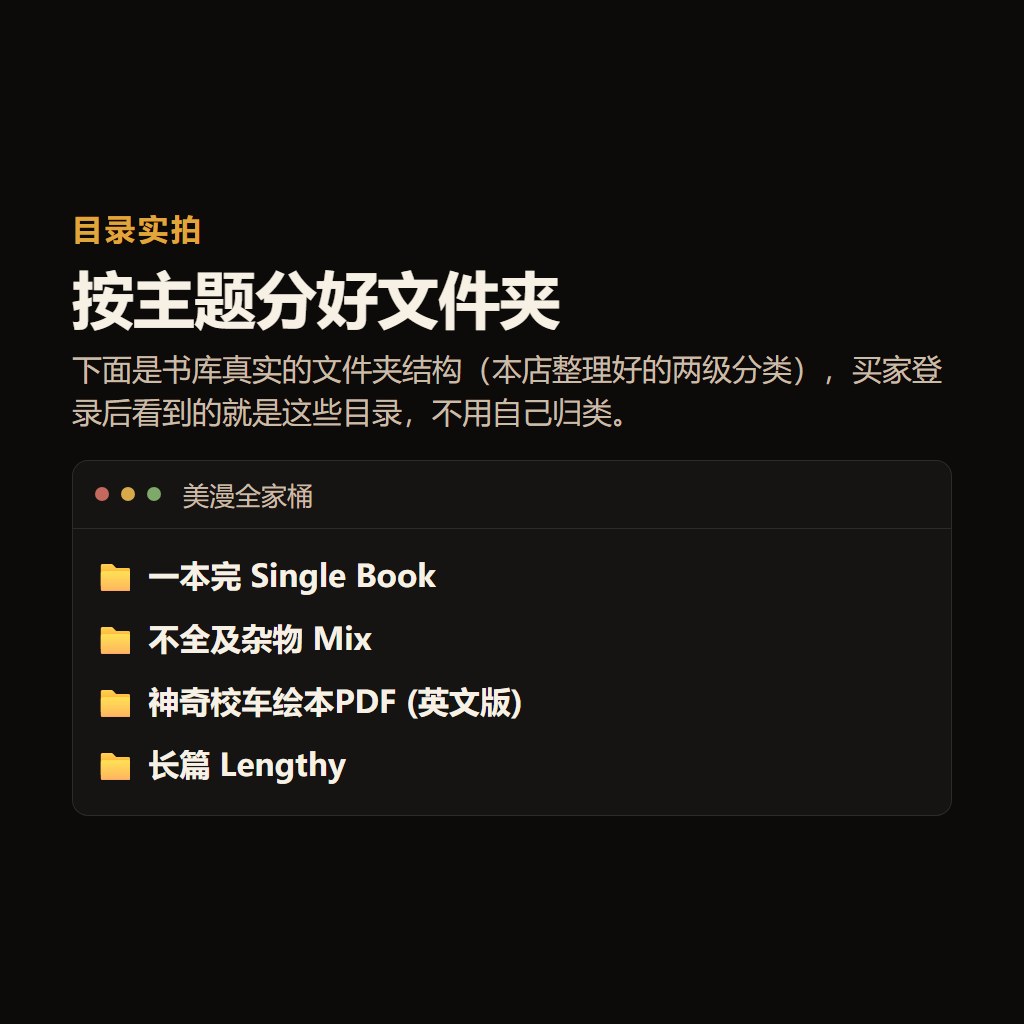 目录实拍
按主题分好文件夹
下面是书库真实的文件夹结构（本店整理好的两级分类），买家登
录后看到的就是这些目录，不用自己归类。
美漫全家桶
一本完 Single Book
不全及杂物 Mix
神奇校车绘本PDF (英文版)
长篇 Lengthy